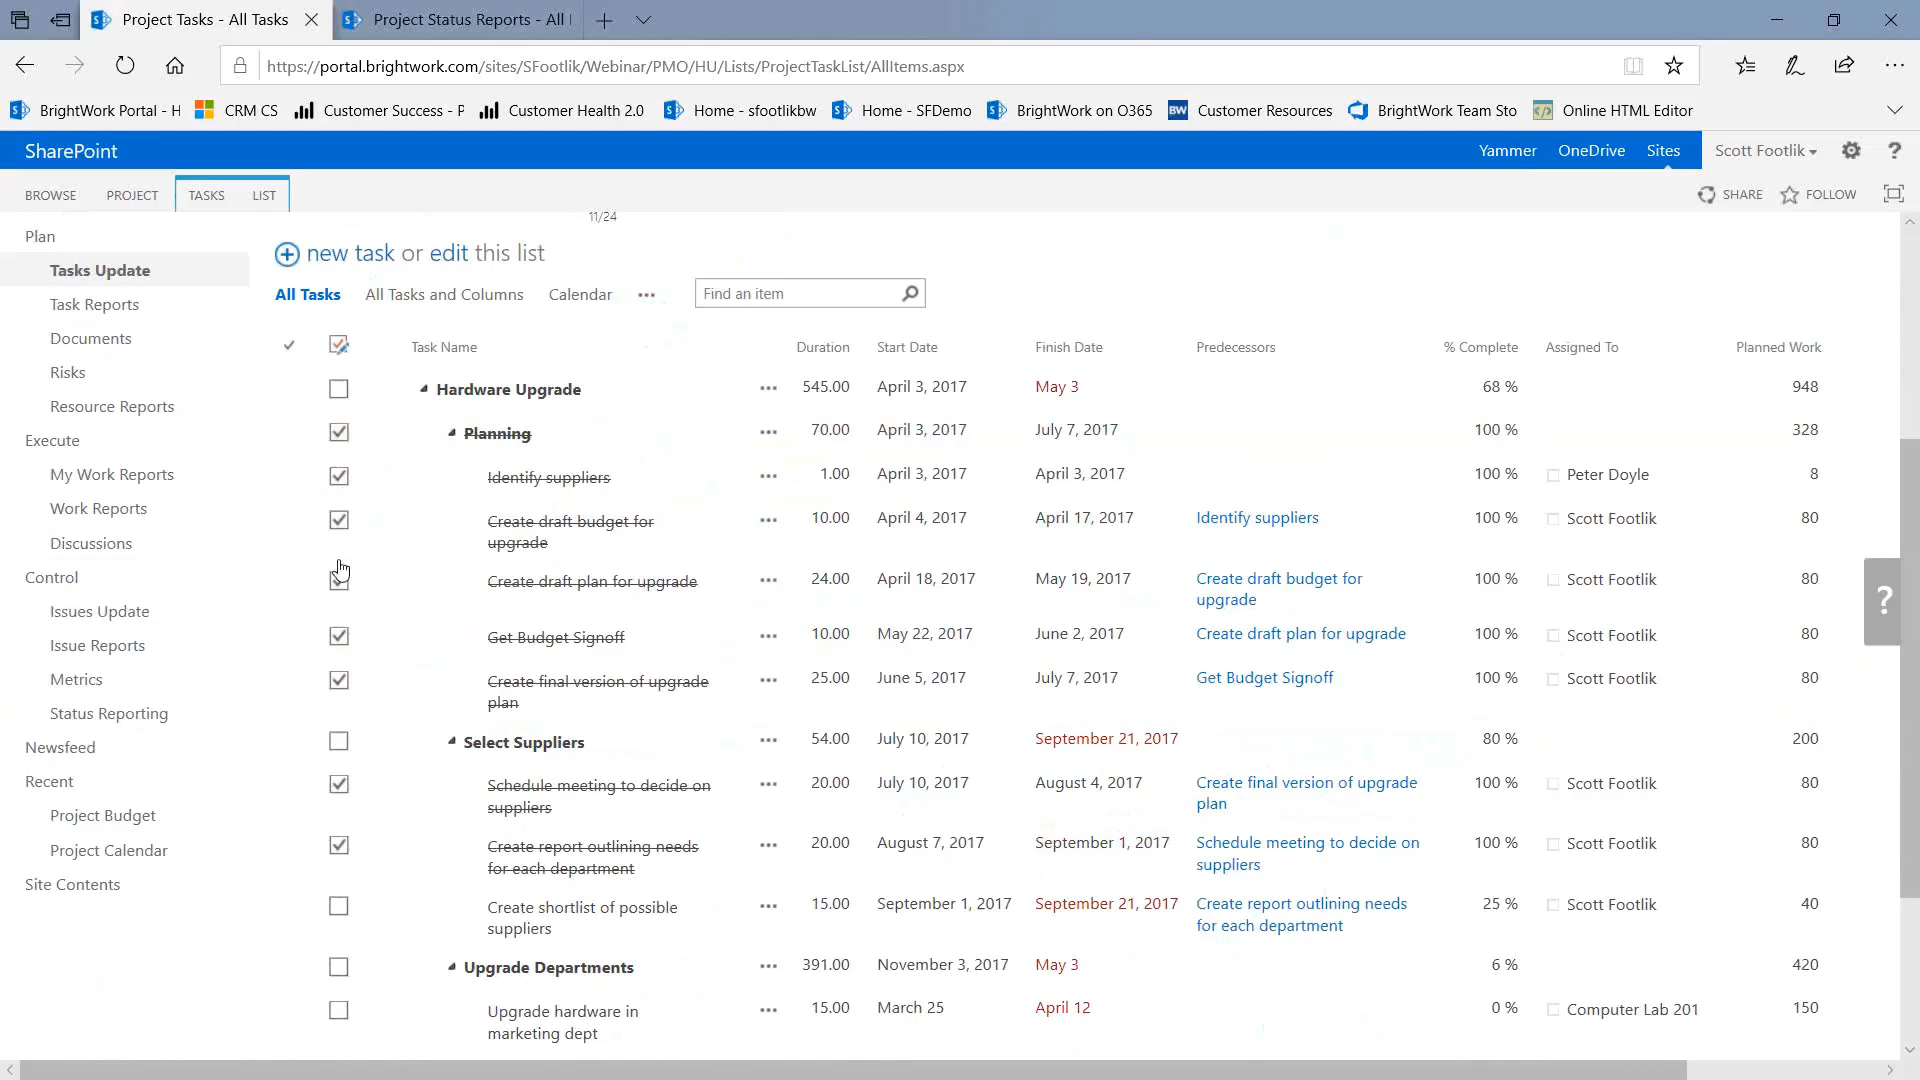 Project Tasks - All Tasks
Project Status Reports - All
https://portal.brightwork.com/sites/SFootlik/Webinar/PMO/HU/Lists/ProjectTaskList/AllItems.aspx
BrightWork Portal - H CRM CS Customer Success - P Customer Health 2.0 Home - sfootlikbw Home - SFDemo BrightWork on O365 BW Customer Resources BrightWork Team Sto Online HTML Editor
SharePoint Yammer OneDrive Sites Scott Footlik ?
BROWSE PROJECT TASKS LIST SHARE FOLLOW
11/24
Plan
Tasks Update
Task Reports
Documents
Risks
Resource Reports
Execute
My Work Reports
Work Reports
Discussions
Control
Issues Update
Issue Reports
Metrics
Status Reporting
Newsfeed
Recent
Project Budget
Project Calendar
Site Contents
new task or edit this list
All Tasks All Tasks and Columns Calendar ••• Find an item
Task Name Duration Start Date Finish Date Predecessors % Complete Assigned To Planned Work
Hardware Upgrade ••• 545.00 April 3, 2017 May 3 68 % 948
Planning ••• 70.00 April 3, 2017 July 7, 2017 100 % 328
Identify suppliers ••• 1.00 April 3, 2017 April 3, 2017 100 % Peter Doyle 8
Create draft budget for ••• 10.00 April 4, 2017 April 17, 2017 Identify suppliers 100 % Scott Footlik 80
upgrade
Create draft plan for upgrade ••• 24.00 April 18, 2017 May 19, 2017 Create draft budget for 100 % Scott Footlik 80
upgrade
Get Budget Signoff ••• 10.00 May 22, 2017 June 2, 2017 Create draft plan for upgrade 100 % Scott Footlik 80
Create final version of upgrade ••• 25.00 June 5, 2017 July 7, 2017 Get Budget Signoff 100 % Scott Footlik 80
plan
Select Suppliers ••• 54.00 July 10, 2017 September 21, 2017 80 % 200
Schedule meeting to decide on ••• 20.00 July 10, 2017 August 4, 2017 Create final version of upgrade 100 % Scott Footlik 80
suppliers plan
Create report outlining needs ••• 20.00 August 7, 2017 September 1, 2017 Schedule meeting to decide on 100 % Scott Footlik 80
for each department suppliers
Create shortlist of possible ••• 15.00 September 1, 2017 September 21, 2017 Create report outlining needs 25 % Scott Footlik 40
suppliers for each department
Upgrade Departments ••• 391.00 November 3, 2017 May 3 6 % 420
Upgrade hardware in ••• 15.00 March 25 April 12 0 % Computer Lab 201 150
marketing dept
?